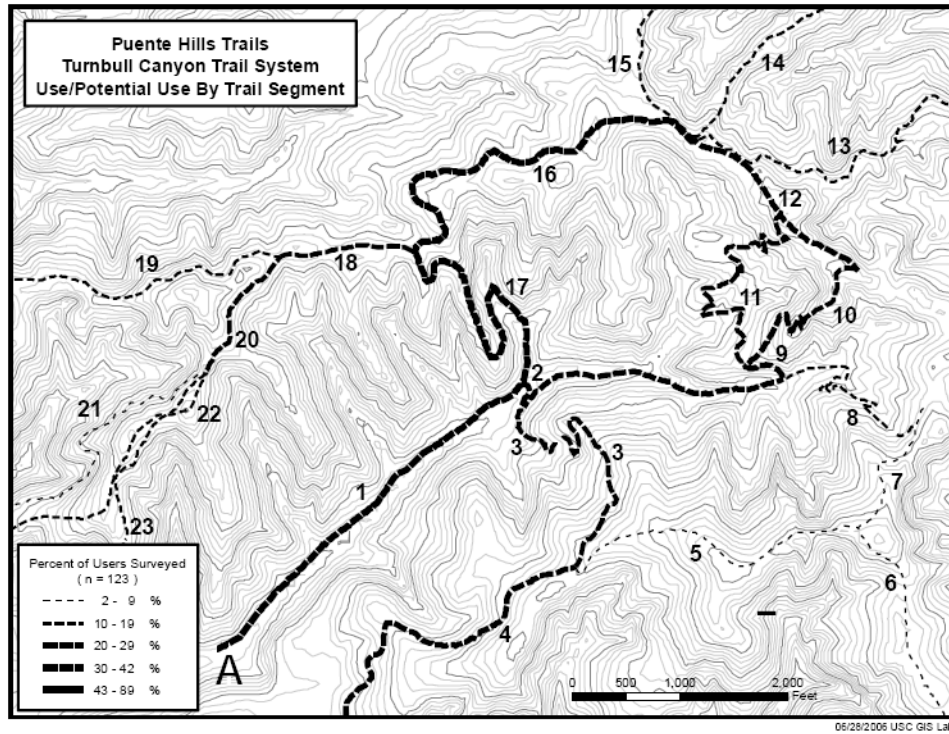 Puente Hills Trails
Turnbull Canyon Trail System
Use/Potential Use By Trail Segment
15
14
13
16
12
19
18
17
11
10
20
9
2
21
22
8
3
3
1
7
23
5
6
4
A
Percent of Users Surveyed
( n = 123 )
2 - 9 %
10 - 19 %
20 - 29 %
30 - 42 %
43 - 89 %
0 500 1,000 2,000
Feet
06/28/2006 USC GIS Lab